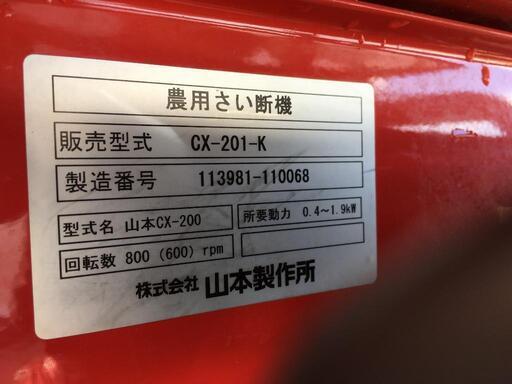 農用さい断機
販売型式 CX-201-K
製造番号 113981-110068
型式名 山本CX-200
所要動力 0.4～1.9kW
回転数 800 (600) rpm
株式会社 山本製作所